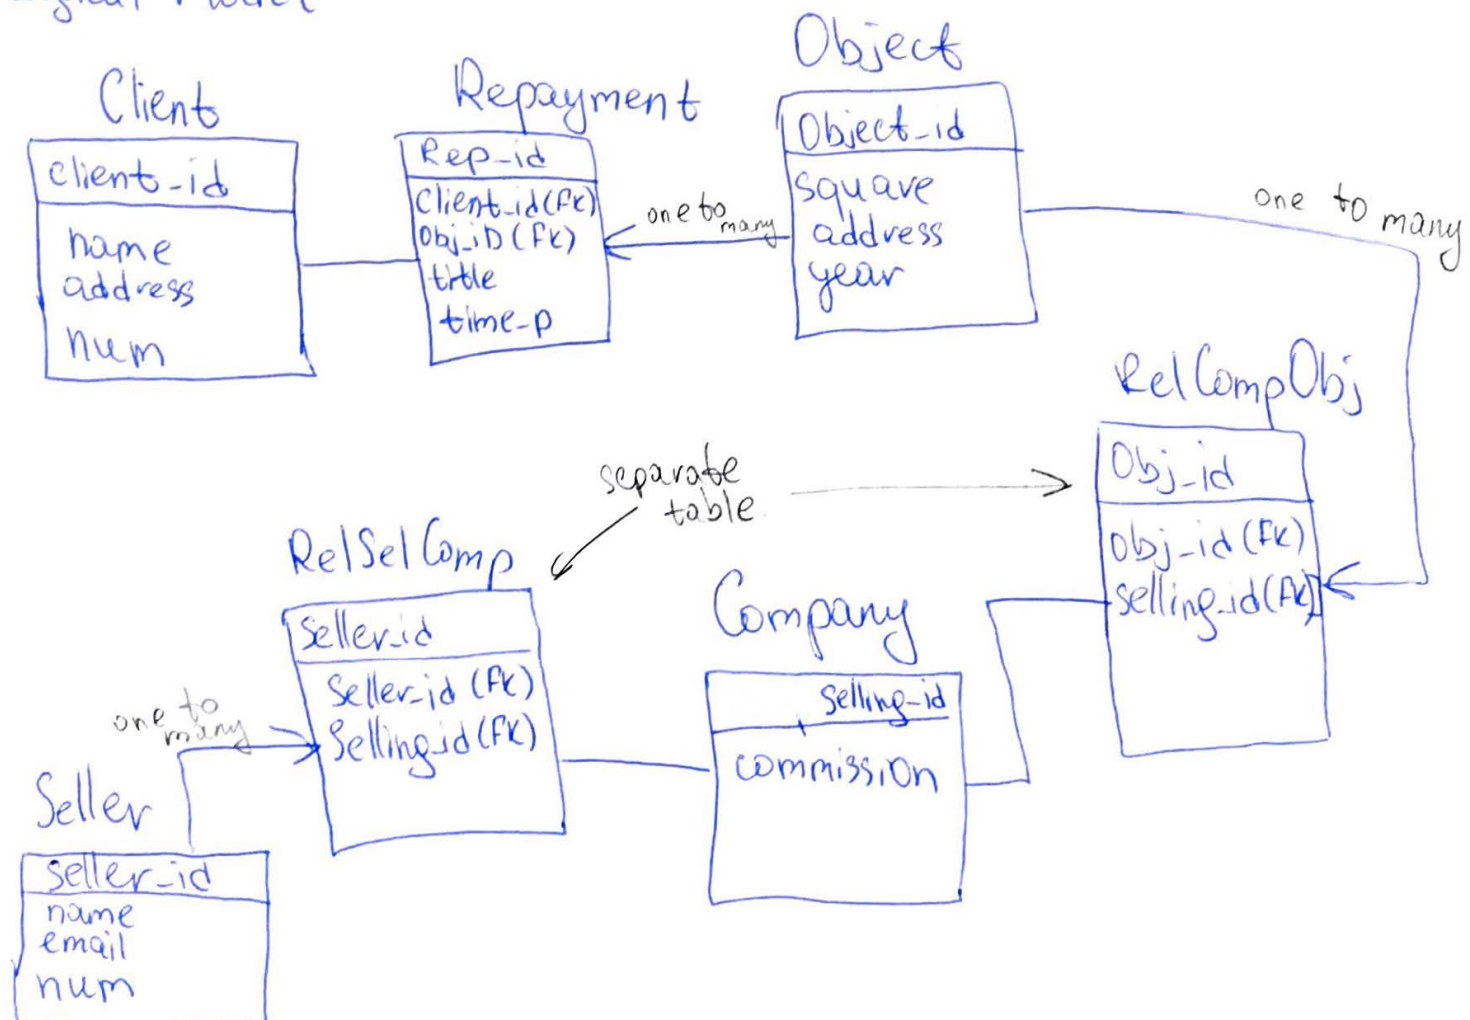 Object
Client
Repayment
client_id
name
address
num
Rep_id
client_id(FK)
Obj_iD(FK)
title
time_p
one to
many
Object_id
square
address
year
one to many
RelCompObj
Obj_id
Obj_id(FK)
selling_id(FK)
separate
table
RelSelComp
Seller_id
Seller_id(FK)
Selling_id(FK)
Company
selling_id
commission
one to
many
Seller
seller_id
name
email
num